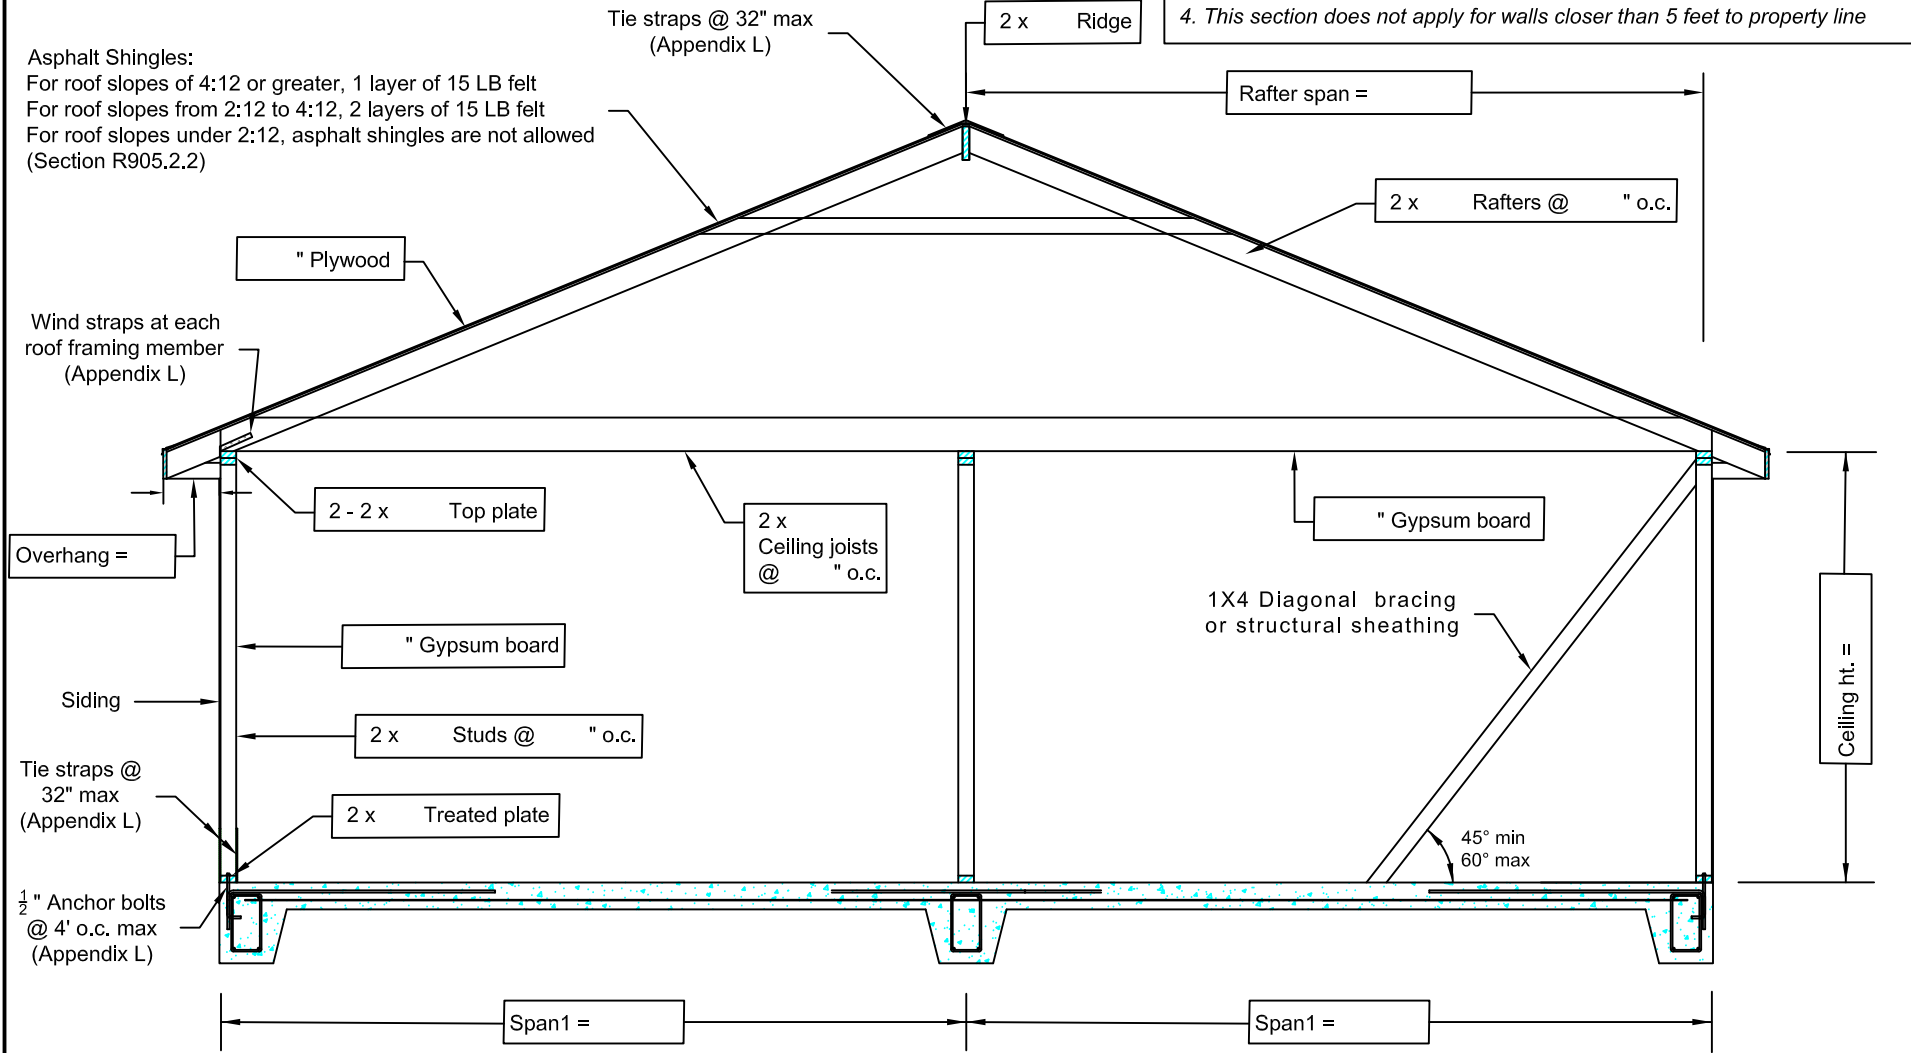 Tie straps @ 32" max
(Appendix L)
2 x Ridge
4. This section does not apply for walls closer than 5 feet to property line
Asphalt Shingles:
For roof slopes of 4:12 or greater, 1 layer of 15 LB felt
For roof slopes from 2:12 to 4:12, 2 layers of 15 LB felt
For roof slopes under 2:12, asphalt shingles are not allowed
(Section R905.2.2)
Rafter span =
2 x Rafters @ " o.c.
" Plywood
Wind straps at each
roof framing member
(Appendix L)
2 - 2 x Top plate
2 x
Ceiling joists
@ " o.c.
" Gypsum board
Overhang =
1X4 Diagonal bracing
or structural sheathing
" Gypsum board
Ceiling ht. =
Siding
2 x Studs @ " o.c.
Tie straps @
32" max
(Appendix L)
2 x Treated plate
45° min
60° max
½ " Anchor bolts
@ 4' o.c. max
(Appendix L)
Span1 =
Span1 =